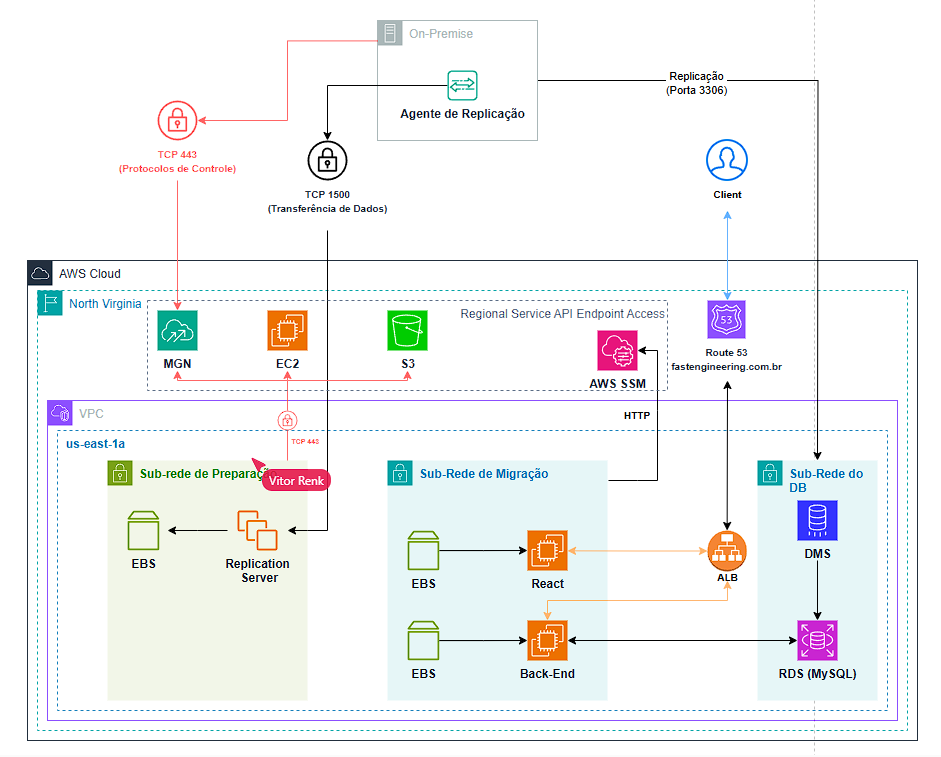 On-Premise
Agente de Replicação
Replicação
(Porta 3306)
TCP 443
(Protocolos de Controle)
TCP 1500
(Transferência de Dados)
Client
AWS Cloud
North Virginia
Regional Service API Endpoint Access
MGN
EC2
S3
AWS SSM
53
Route 53
fastengineering.com.br
VPC
HTTP
us-east-1a
TCP 443
Sub-rede de Preparação
Vitor Renk
Sub-Rede de Migração
Sub-Rede do
DB
EBS
Replication
Server
EBS
React
ALB
DMS
EBS
Back-End
RDS (MySQL)